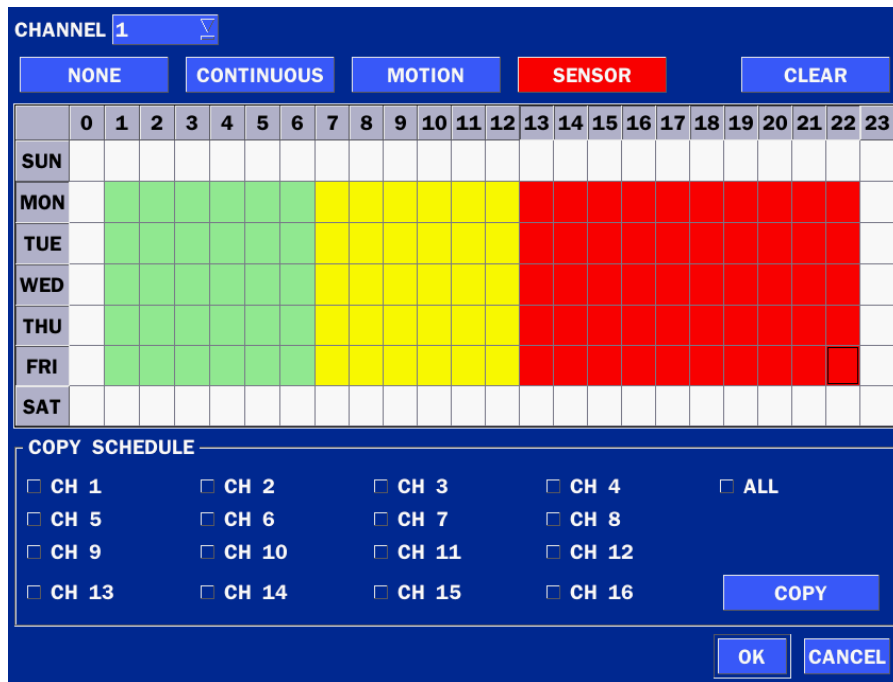 CHANNEL 1
NONE CONTINUOUS MOTION SENSOR CLEAR
0 1 2 3 4 5 6 7 8 9 10 11 12 13 14 15 16 17 18 19 20 21 22 23
SUN
MON
TUE
WED
THU
FRI
SAT
COPY SCHEDULE
CH 1 CH 2 CH 3 CH 4 ALL
CH 5 CH 6 CH 7 CH 8
CH 9 CH 10 CH 11 CH 12
CH 13 CH 14 CH 15 CH 16 COPY
OK CANCEL